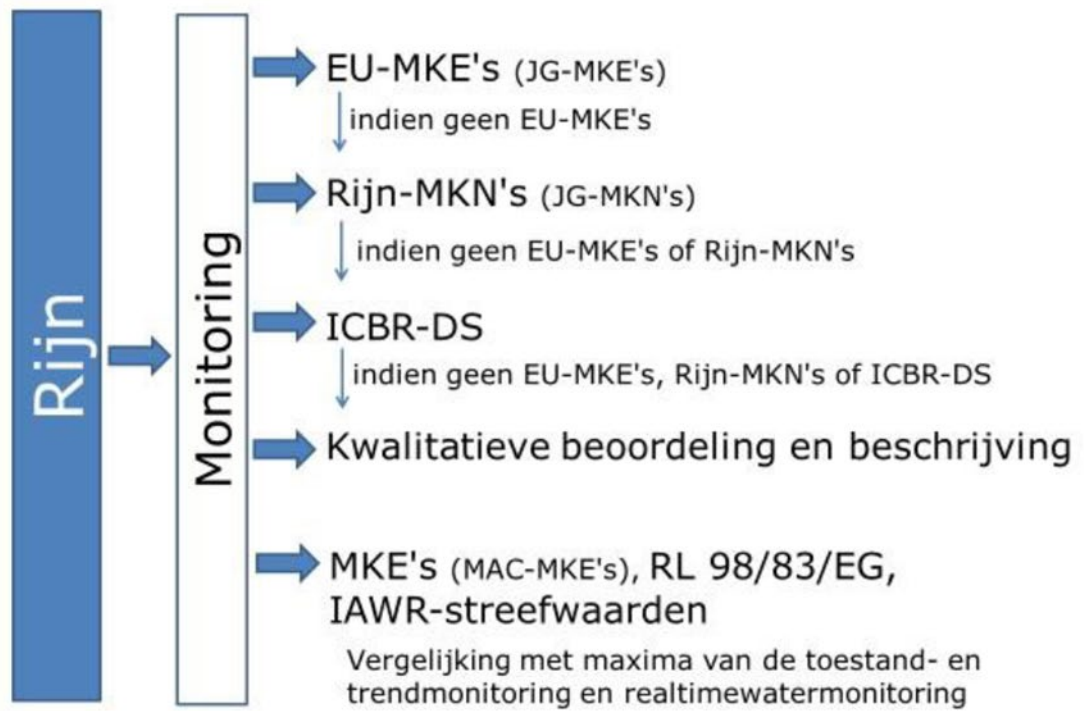 Rijn
Monitoring
EU-MKE's (JG-MKE's)
indien geen EU-MKE's
Rijn-MKN's (JG-MKN's)
indien geen EU-MKE's of Rijn-MKN's
ICBR-DS
indien geen EU-MKE's, Rijn-MKN's of ICBR-DS
Kwalitatieve beoordeling en beschrijving
MKE's (MAC-MKE's), RL 98/83/EG,
IAWR-streefwaarden
Vergelijking met maxima van de toestand- en
trendmonitoring en realtimewatermonitoring